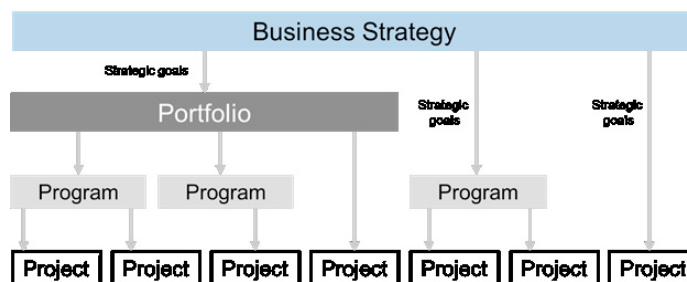 Business Strategy
Strategic goals
Portfolio
Strategic
goals
Strategic
goals
Program
Program
Program
Project
Project
Project
Project
Project
Project
Project